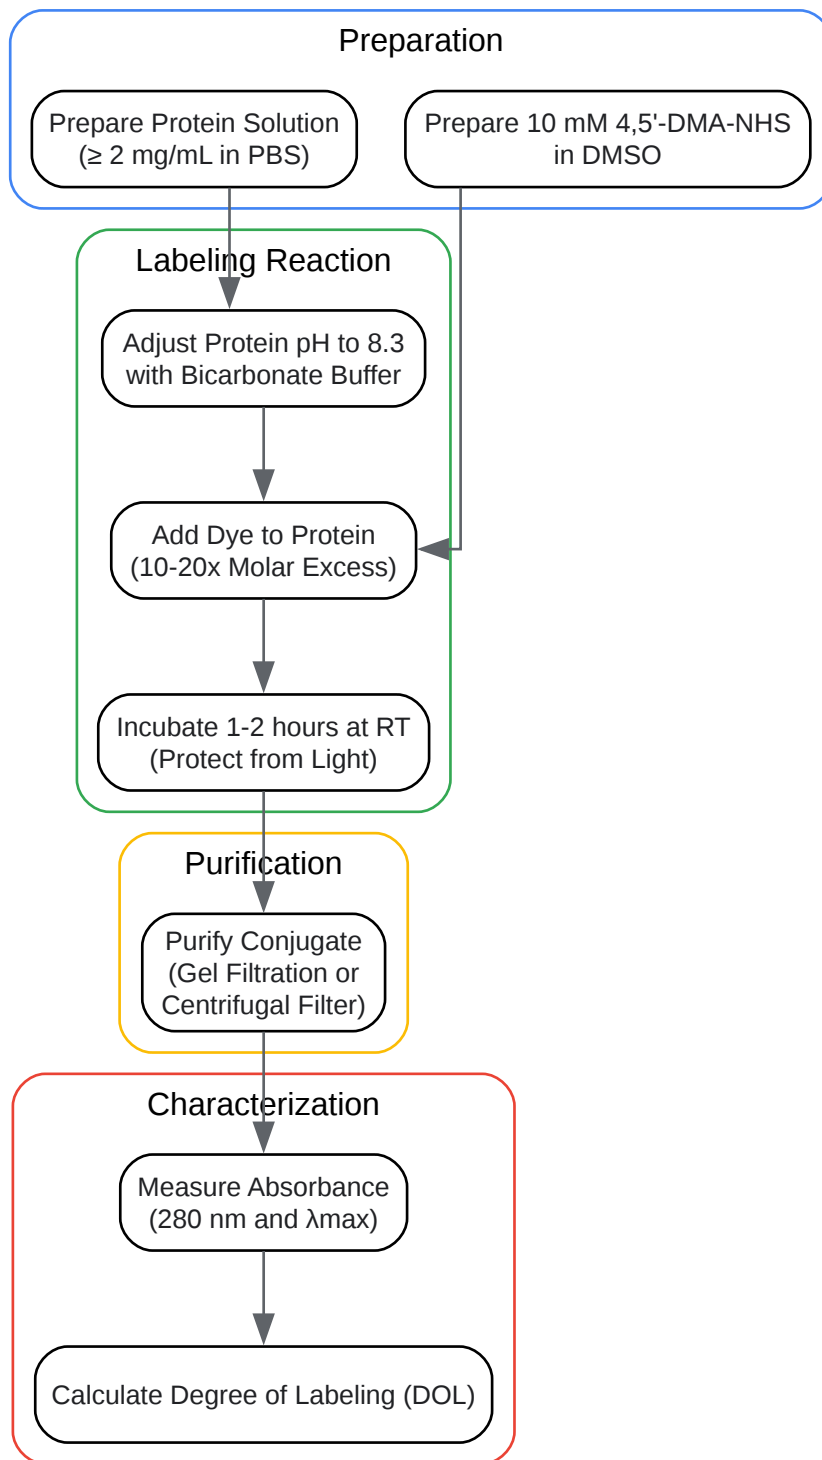 Preparation
Prepare Protein Solution
(≥ 2 mg/mL in PBS)
Prepare 10 mM 4,5'-DMA-NHS
in DMSO
Labeling Reaction
Adjust Protein pH to 8.3
with Bicarbonate Buffer
Add Dye to Protein
(10-20x Molar Excess)
Incubate 1-2 hours at RT
(Protect from Light)
Purification
Purify Conjugate
(Gel Filtration or
Centrifugal Filter)
Characterization
Measure Absorbance
(280 nm and λmax)
Calculate Degree of Labeling (DOL)